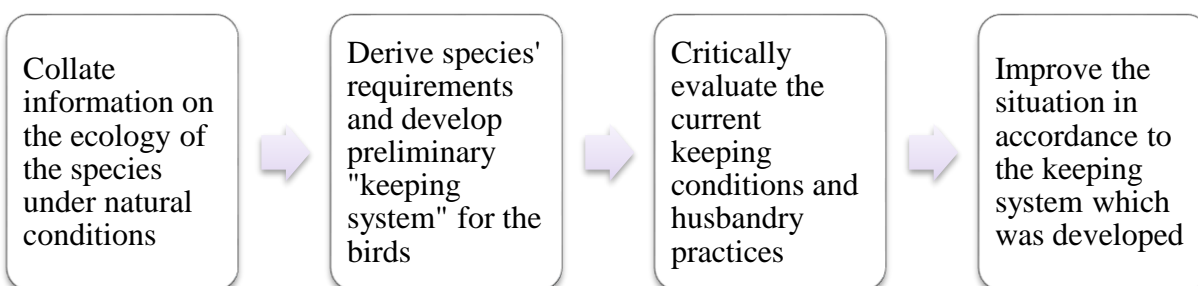 Collate
information on
the ecology of
the species
under natural
conditions
Derive species'
requirements
and develop
preliminary
"keeping
system" for the
birds
Critically
evaluate the
current
keeping
conditions and
husbandry
practices
Improve the
situation in
accordance to
the keeping
system which
was developed